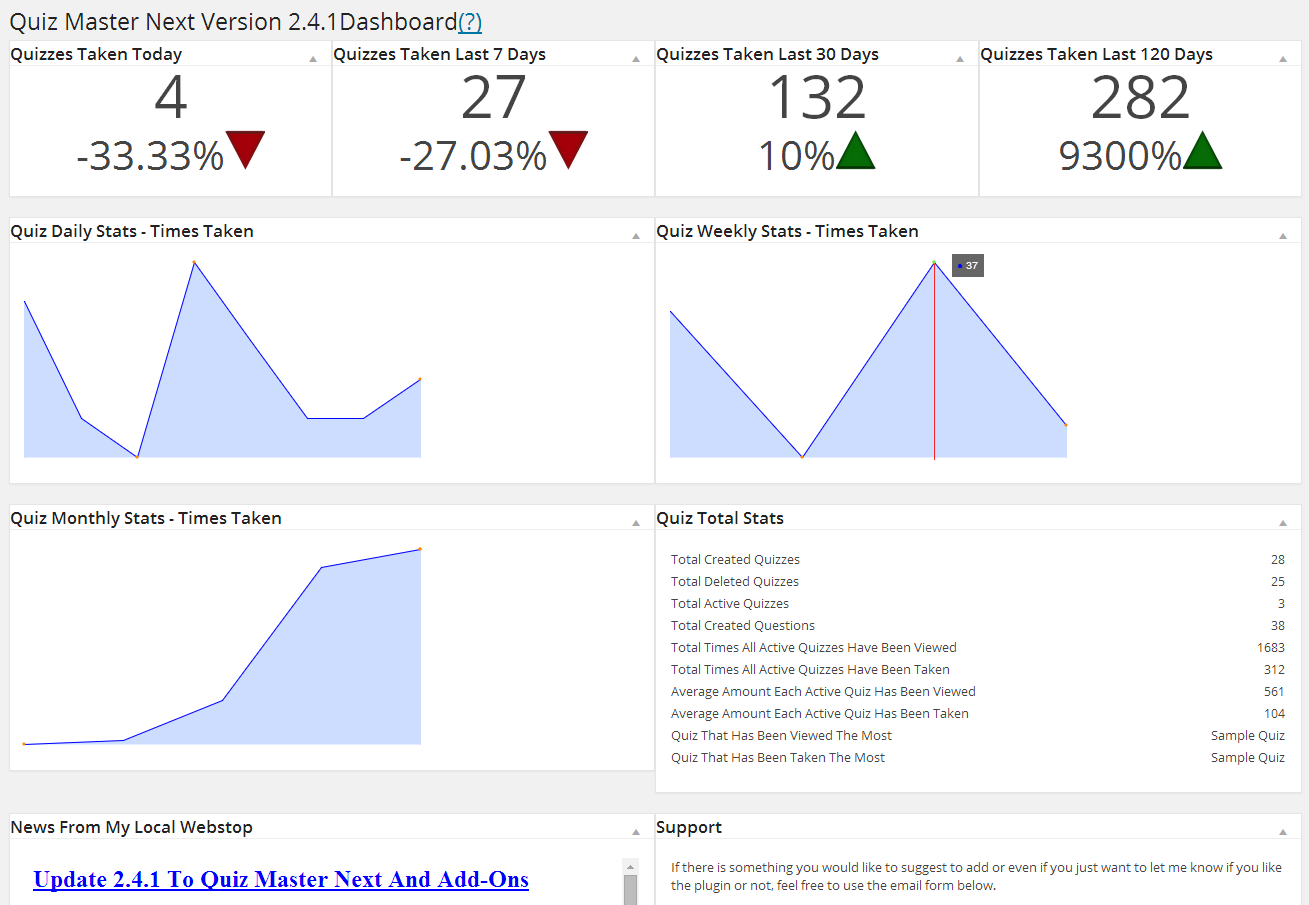 Quiz Master Next Version 2.4.1Dashboard(?)
Quizzes Taken Today
4
-33.33%
Quizzes Taken Last 7 Days
27
-27.03%
Quizzes Taken Last 30 Days
132
10%
Quizzes Taken Last 120 Days
282
9300%
Quiz Daily Stats - Times Taken
Quiz Weekly Stats - Times Taken
37
Quiz Monthly Stats - Times Taken
Quiz Total Stats
Total Created Quizzes 28
Total Deleted Quizzes 25
Total Active Quizzes 3
Total Created Questions 38
Total Times All Active Quizzes Have Been Viewed 1683
Total Times All Active Quizzes Have Been Taken 312
Average Amount Each Active Quiz Has Been Viewed 561
Average Amount Each Active Quiz Has Been Taken 104
Quiz That Has Been Viewed The Most Sample Quiz
Quiz That Has Been Taken The Most Sample Quiz
News From My Local Webstop
Update 2.4.1 To Quiz Master Next And Add-Ons
Support
If there is something you would like to suggest to add or even if you just want to let me know if you like
the plugin or not, feel free to use the email form below.